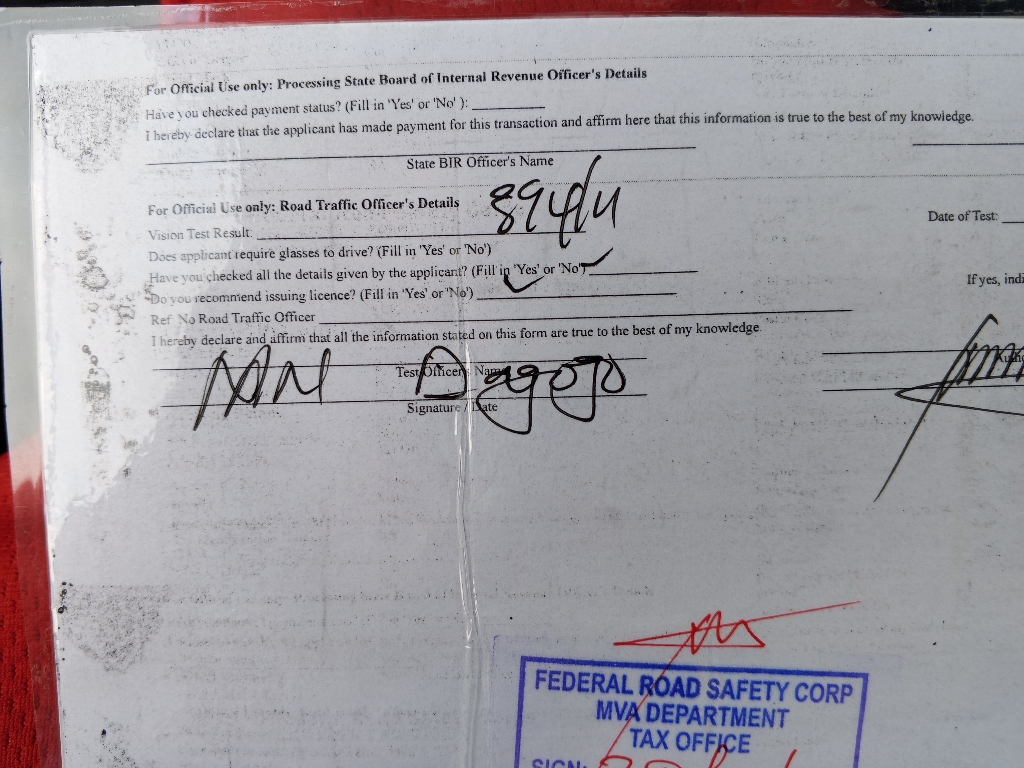 For Official Use only: Processing State Board of Internal Revenue Officer's Details
Have you checked payment status? (Fill in 'Yes' or 'No' ): ________
I hereby declare that the applicant has made payment for this transaction and affirm here that this information is true to the best of my knowledge.
State BIR Officer's Name
For Official Use only: Road Traffic Officer's Details
Vision Test Result: Date of Test:
Does applicant require glasses to drive? (Fill in 'Yes' or 'No')
Have you checked all the details given by the applicant? (Fill in 'Yes' or 'No') ✓
Do you recommend issuing licence? (Fill in 'Yes' or 'No') ✓ If yes, indi
Ref No Road Traffic Officer
I hereby declare and affirm that all the information stated on this form are true to the best of my knowledge.
Test Officer's Name
Dagogo
Signature / Date
FEDERAL ROAD SAFETY CORP
MVA DEPARTMENT
TAX OFFICE
SIGN: